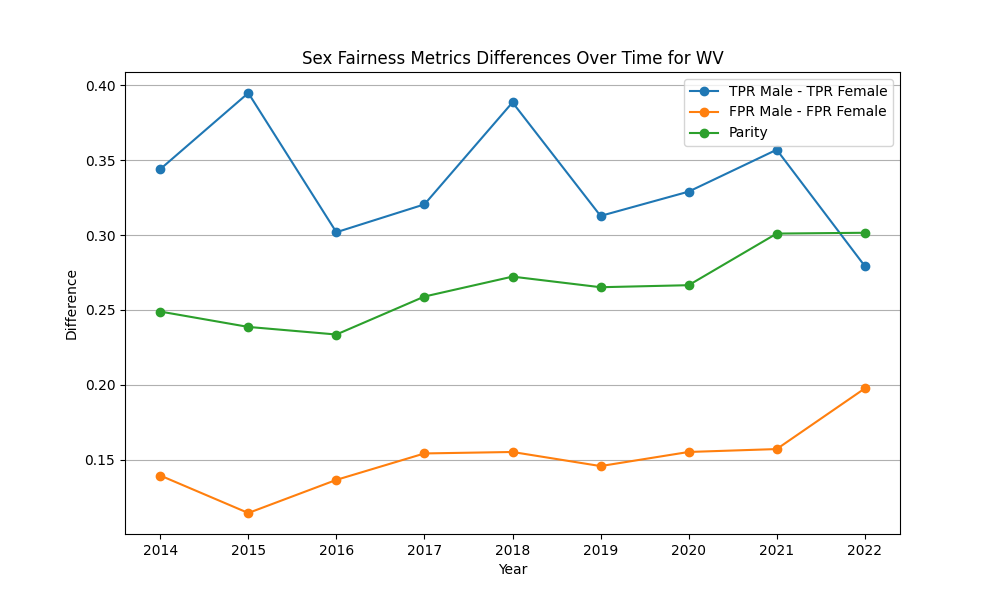 Sex Fairness Metrics Differences Over Time for WV
TPR Male - TPR Female
FPR Male - FPR Female
Parity
0.40
0.35
0.30
0.25
0.20
0.15
Difference
2014 2015 2016 2017 2018 2019 2020 2021 2022
Year